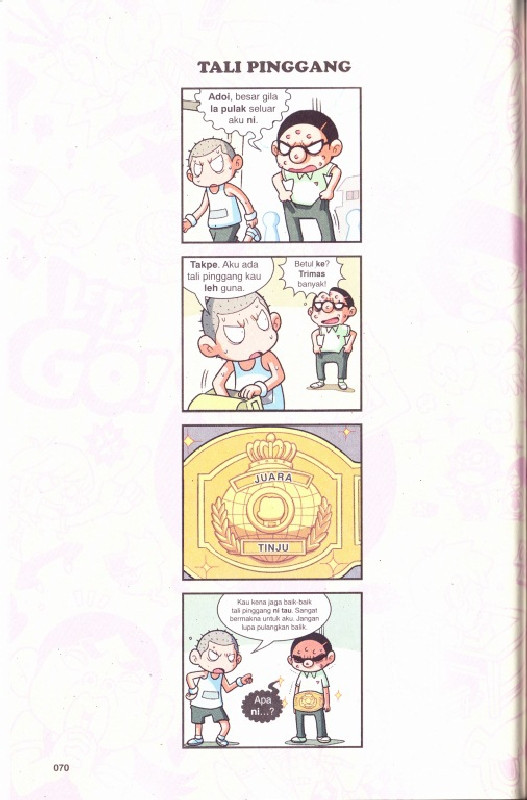 TALI PINGGANG
Ado-i, besar gila
la pulak seluar
aku ni.
Takpe. Aku ada
tali pinggang kau
leh guna.
Betul ke?
Trimas
banyak!
JUARA
TINJU
Kau kena jaga baik-baik
tali pinggang ni tau. Sangat
bermakna untuk aku. Jangan
lupa pulangkan balik.
Apa
ni...?
070